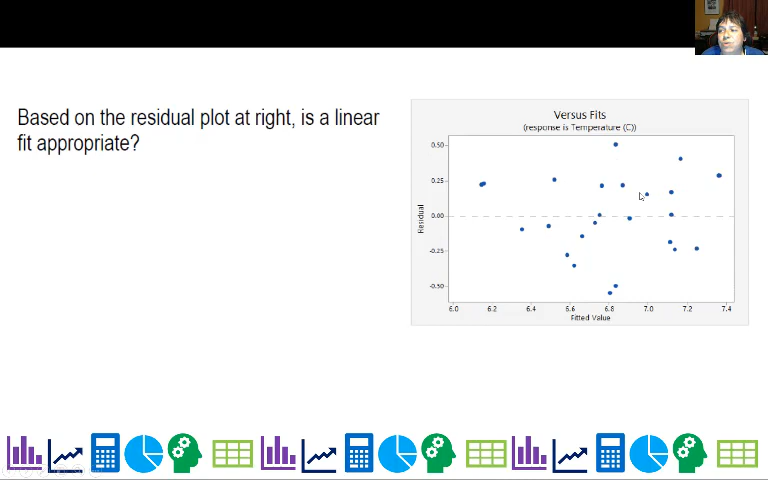 Based on the residual plot at right, is a linear
fit appropriate?
Versus Fits
(response is Temperature (C))
Residual
0.50
0.25
0.00
-0.25
-0.50
6.0 6.2 6.4 6.6 6.8 7.0 7.2 7.4
Fitted Value